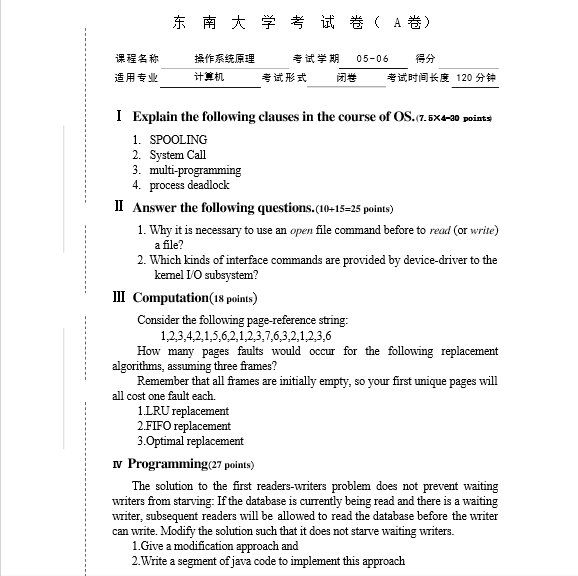 东 南 大 学 考 试 卷（ A 卷）
课程名称 操作系统原理 考试学期 05-06 得分
适用专业 计算机 考试形式 闭卷 考试时间长度 120 分钟
Ⅰ Explain the following clauses in the course of OS.(7.5×4=30 points)
1. SPOOLING
2. System Call
3. multi-programming
4. process deadlock
Ⅱ Answer the following questions.(10+15=25 points)
1. Why it is necessary to use an open file command before to read (or write)
a file?
2. Which kinds of interface commands are provided by device-driver to the
kernel I/O subsystem?
Ⅲ Computation(18 points)
Consider the following page-reference string:
1,2,3,4,2,1,5,6,2,1,2,3,7,6,3,2,1,2,3,6
How many pages faults would occur for the following replacement
algorithms, assuming three frames?
Remember that all frames are initially empty, so your first unique pages will
all cost one fault each.
1.LRU replacement
2.FIFO replacement
3.Optimal replacement
Ⅳ Programming(27 points)
The solution to the first readers-writers problem does not prevent waiting
writers from starving: If the database is currently being read and there is a waiting
writer, subsequent readers will be allowed to read the database before the writer
can write. Modify the solution such that it does not starve waiting writers.
1.Give a modification approach and
2.Write a segment of java code to implement this approach